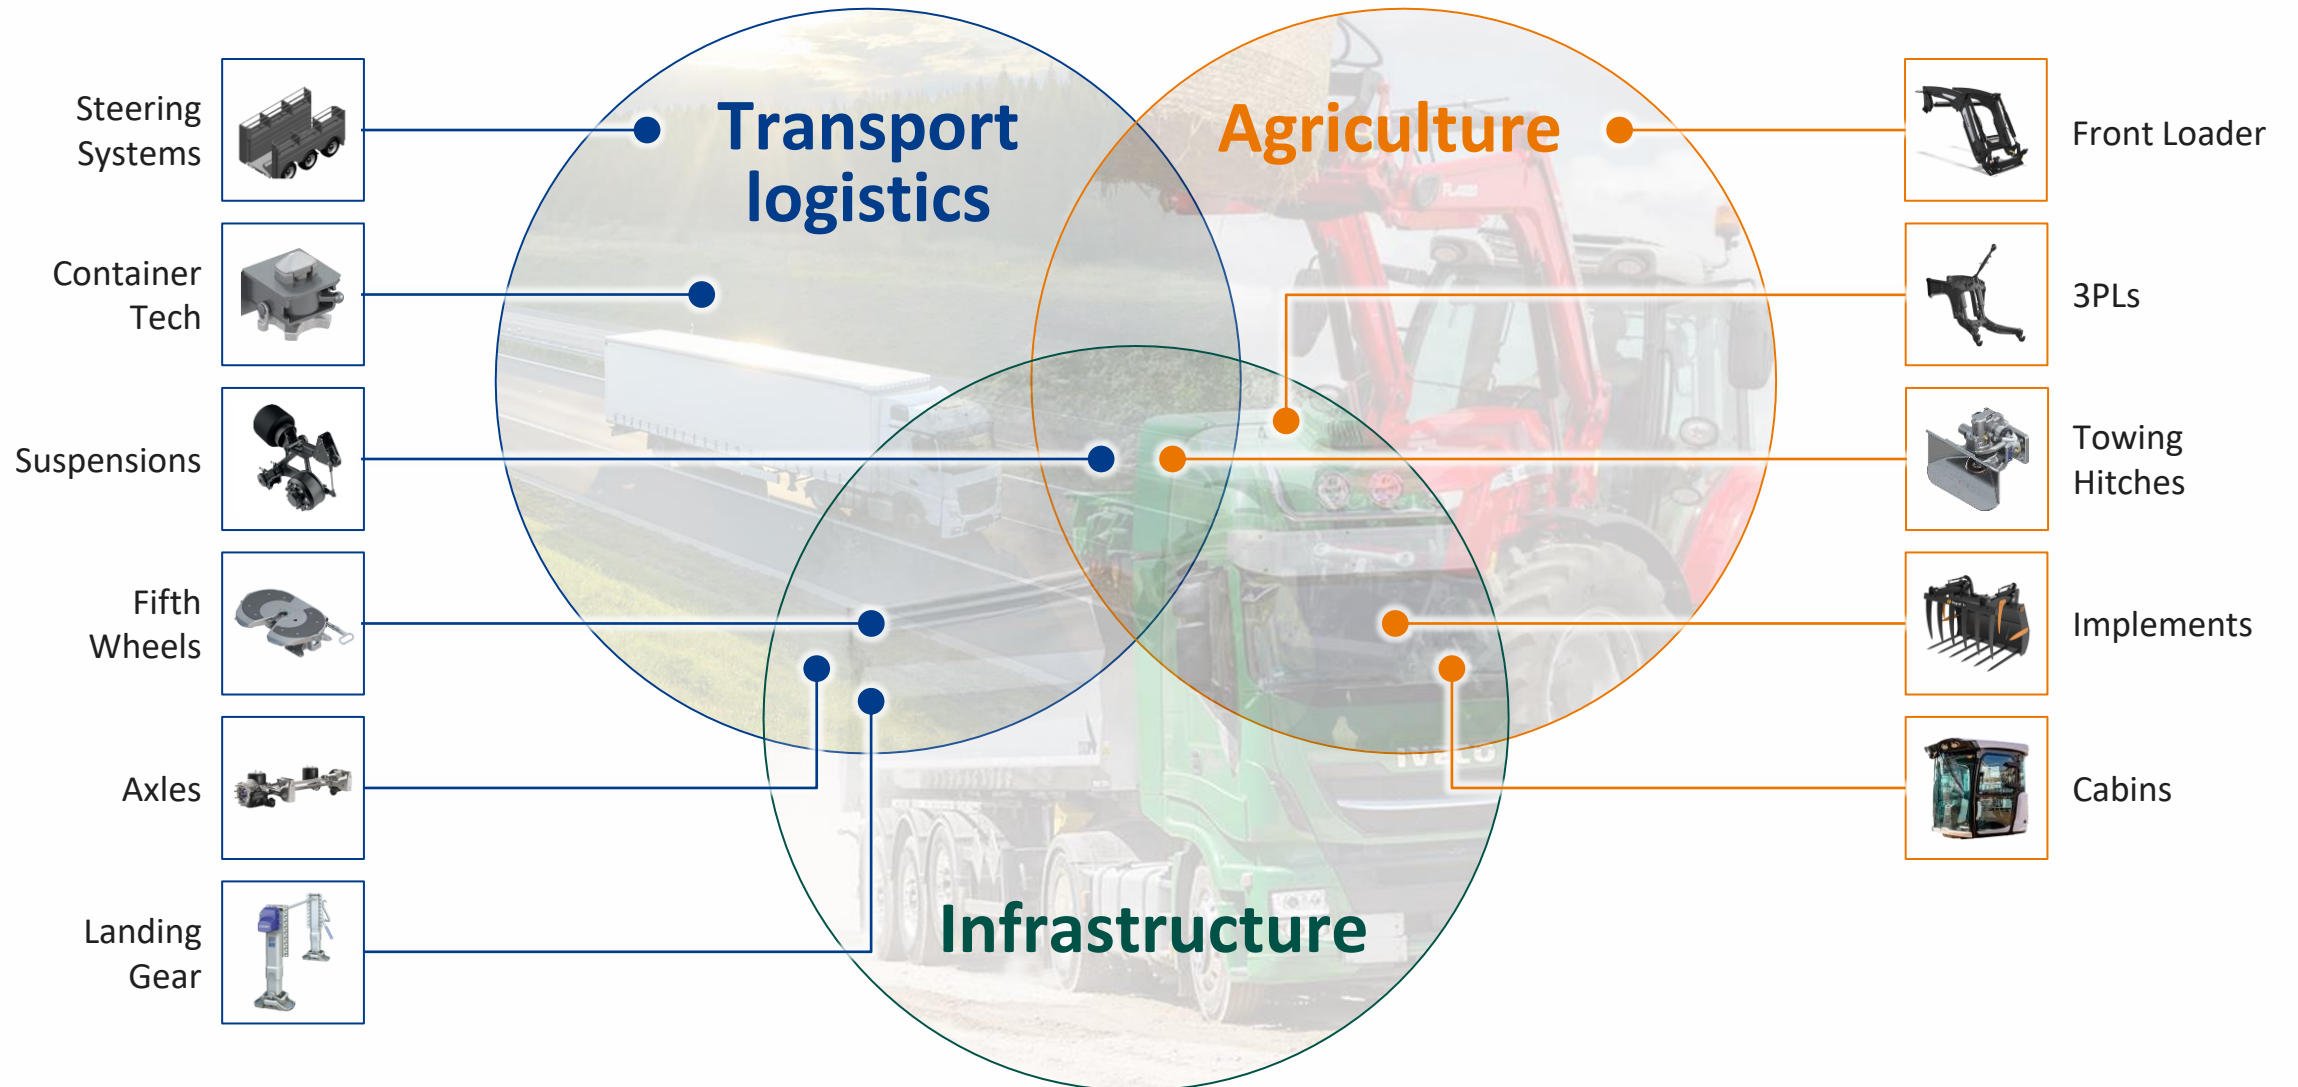 Steering
Systems
Container
Tech
Suspensions
Fifth
Wheels
Axles
Landing
Gear
Transport
logistics
Agriculture
Infrastructure
IVECO
Front Loader
3PLs
Towing
Hitches
Implements
Cabins